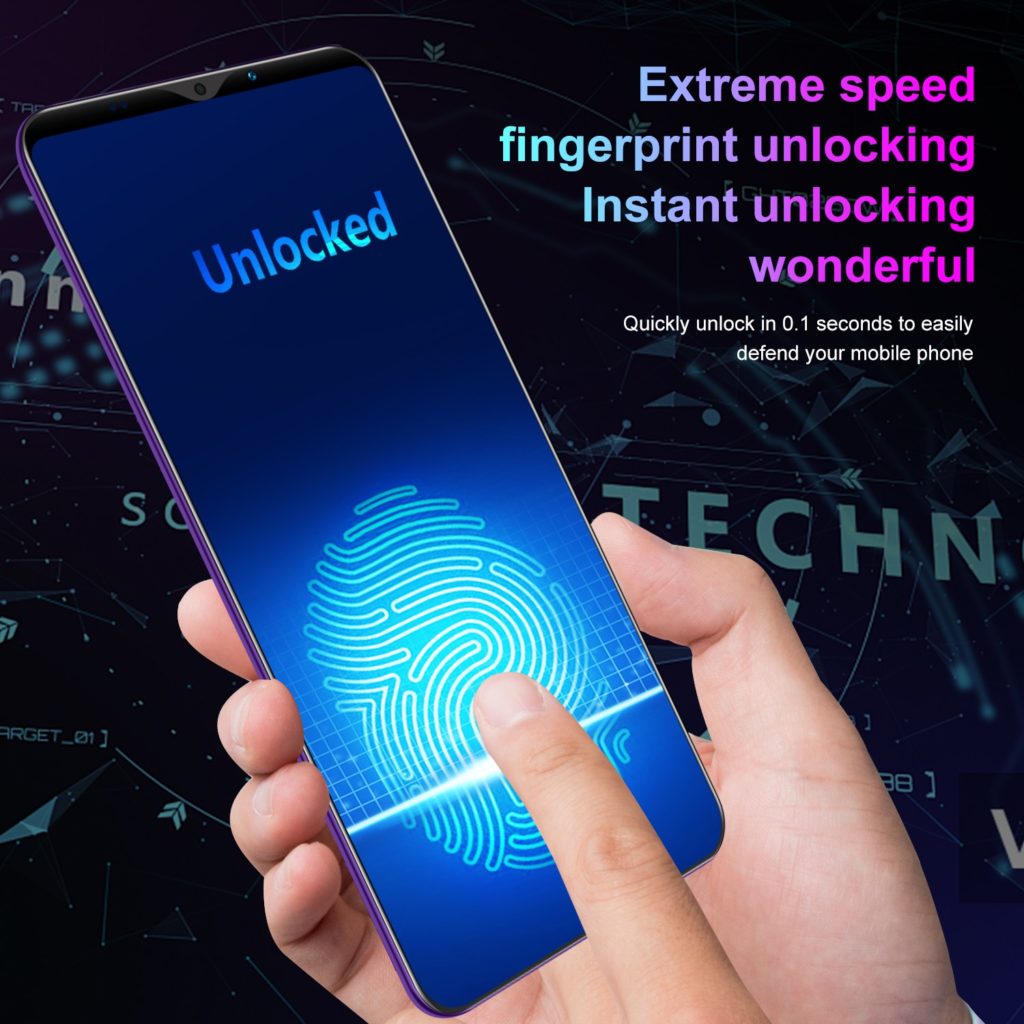 Extreme speed
fingerprint unlocking
Instant unlocking
wonderful
Quickly unlock in 0.1 seconds to easily
defend your mobile phone
Unlocked
TECHN
ARGET_01 ]